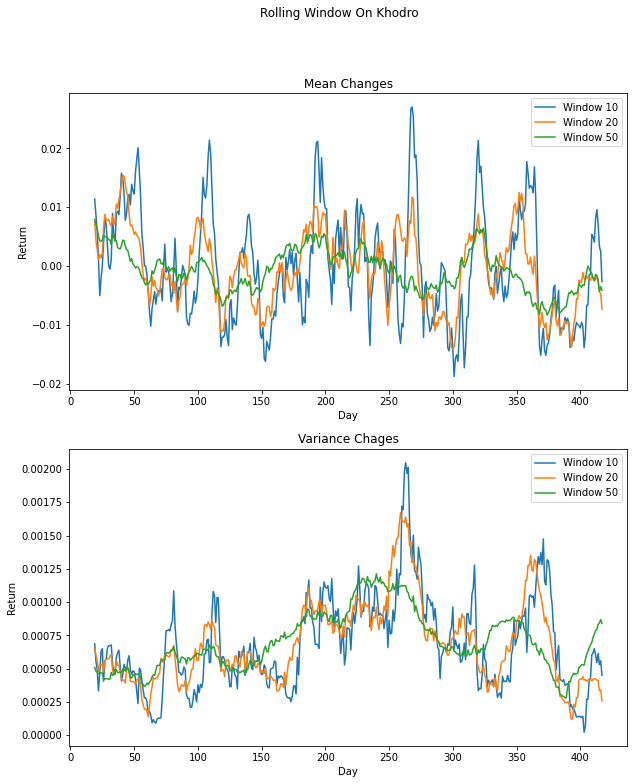 Rolling Window On Khodro
Mean Changes
Window 10
Window 20
Window 50
0.02
0.01
0.00
−0.01
−0.02
Return
0
50
100
150
200
250
300
350
400
Day
Variance Chages
Window 10
Window 20
Window 50
0.00200
0.00175
0.00150
0.00125
0.00100
0.00075
0.00050
0.00025
0.00000
Return
0
50
100
150
200
250
300
350
400
Day